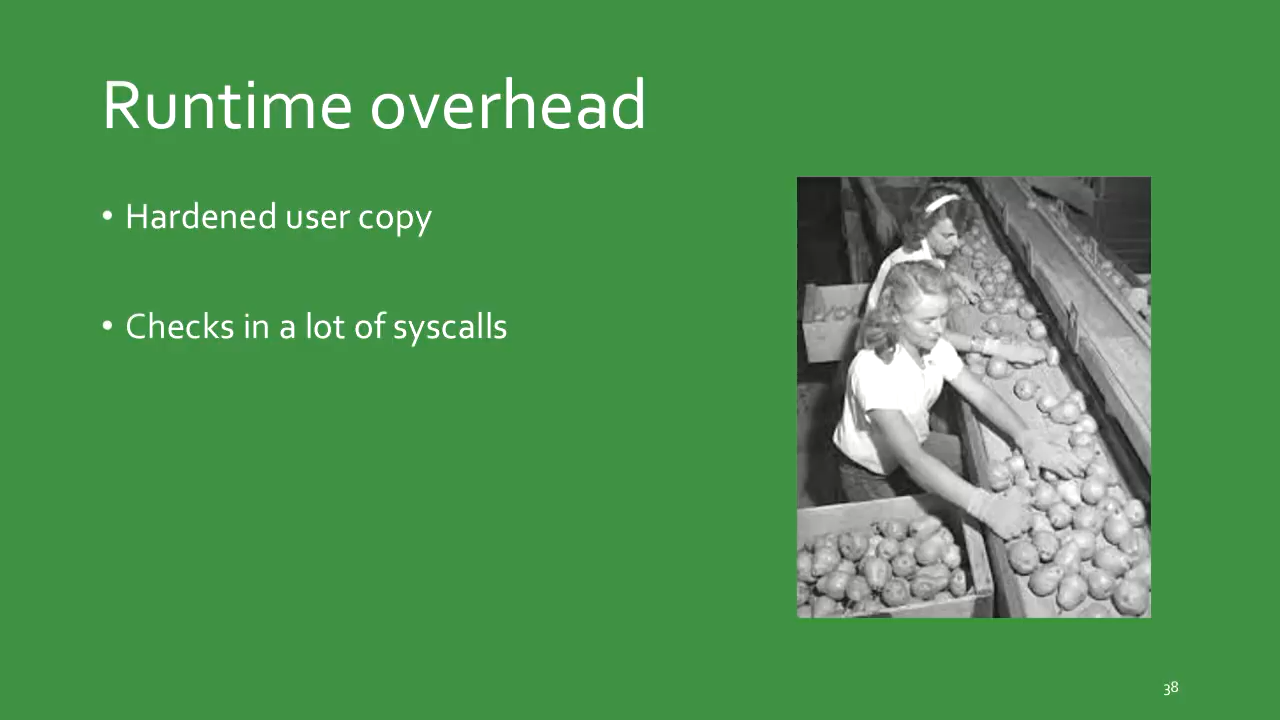 Runtime overhead
• Hardened user copy
• Checks in a lot of syscalls
38